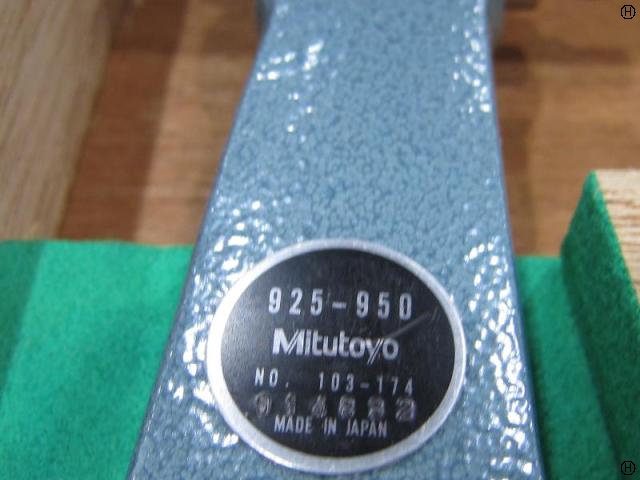 925-950
Mitutoyo
NO. 103-174
MADE IN JAPAN
H
H